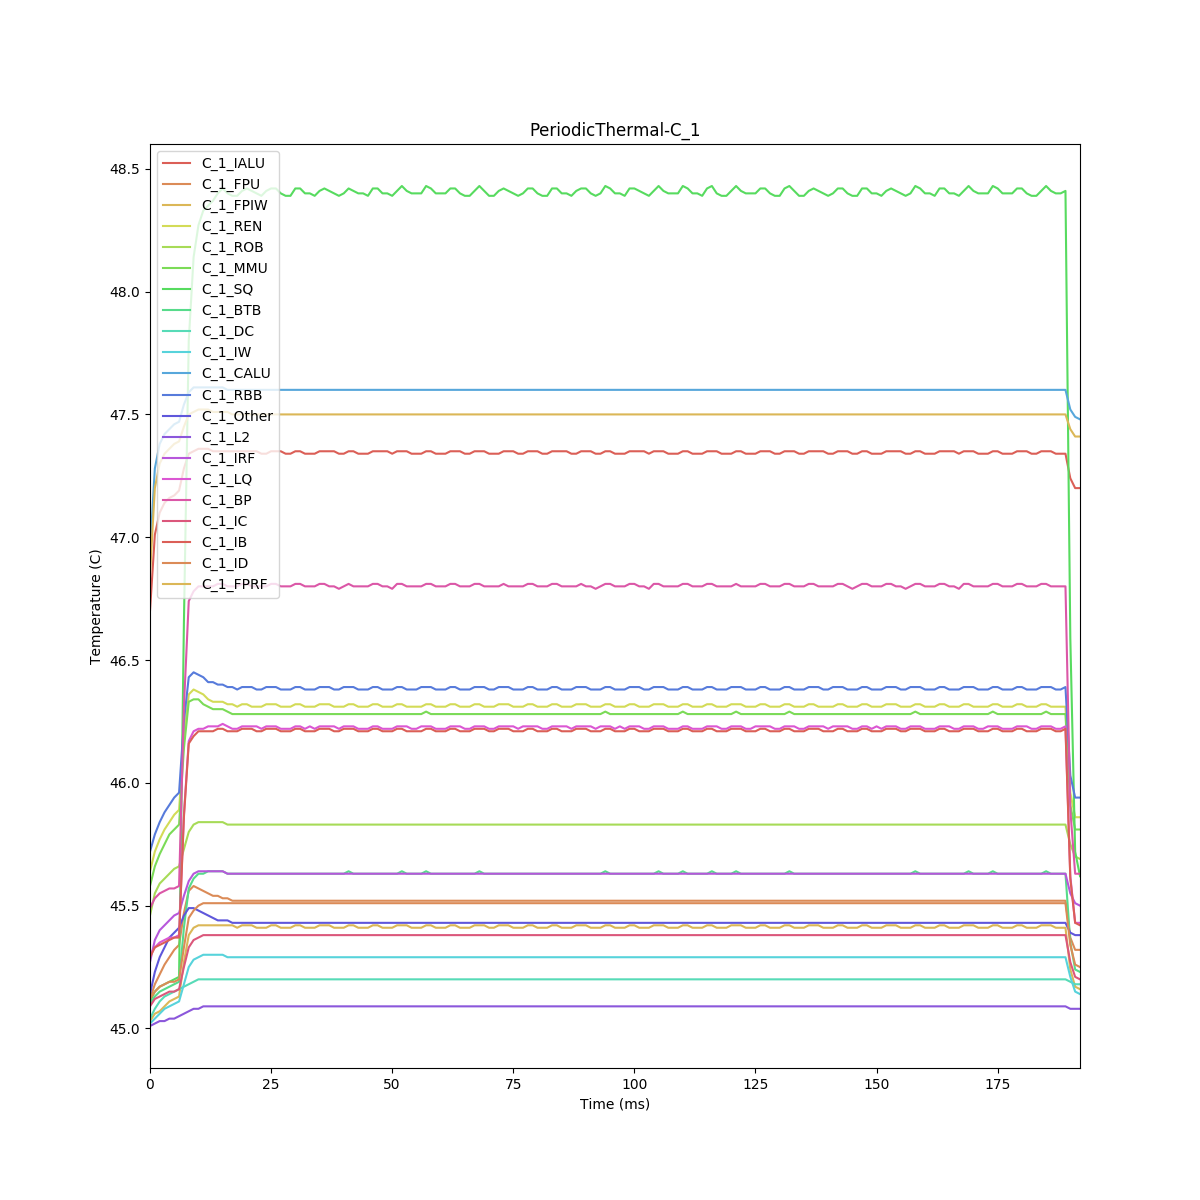 PeriodicThermal-C_1
48.5
48.0
47.5
47.0
46.5
46.0
45.5
45.0
Temperature (C)
C_1_IALU
C_1_FPU
C_1_FPIW
C_1_REN
C_1_ROB
C_1_MMU
C_1_SQ
C_1_BTB
C_1_DC
C_1_IW
C_1_CALU
C_1_RBB
C_1_Other
C_1_L2
C_1_IRF
C_1_LQ
C_1_BP
C_1_IC
C_1_IB
C_1_ID
C_1_FPRF
0 25 50 75 100 125 150 175
Time (ms)